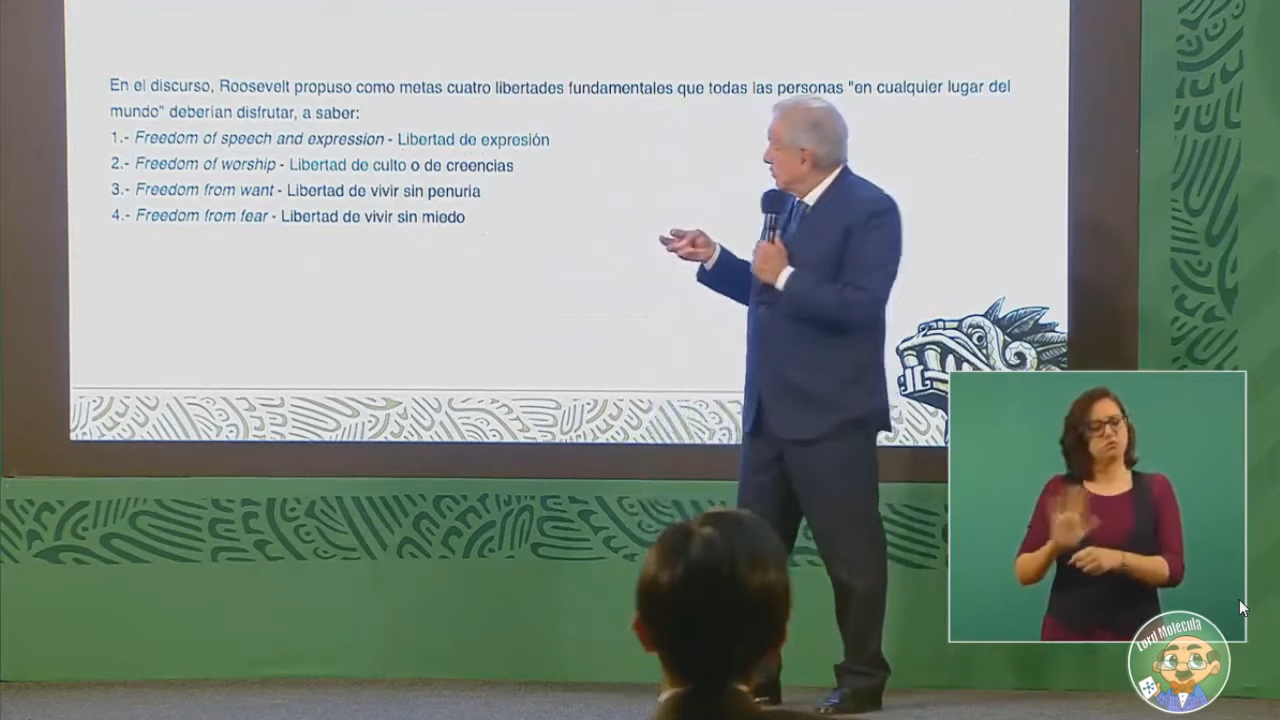 En el discurso, Roosevelt propuso como metas cuatro libertades fundamentales que todas las personas "en cualquier lugar del
mundo" deberían disfrutar, a saber:
1.- Freedom of speech and expression - Libertad de expresión
2.- Freedom of worship - Libertad de culto o de creencias
3.- Freedom from want - Libertad de vivir sin penuria
4.- Freedom from fear - Libertad de vivir sin miedo
Lord Molecula